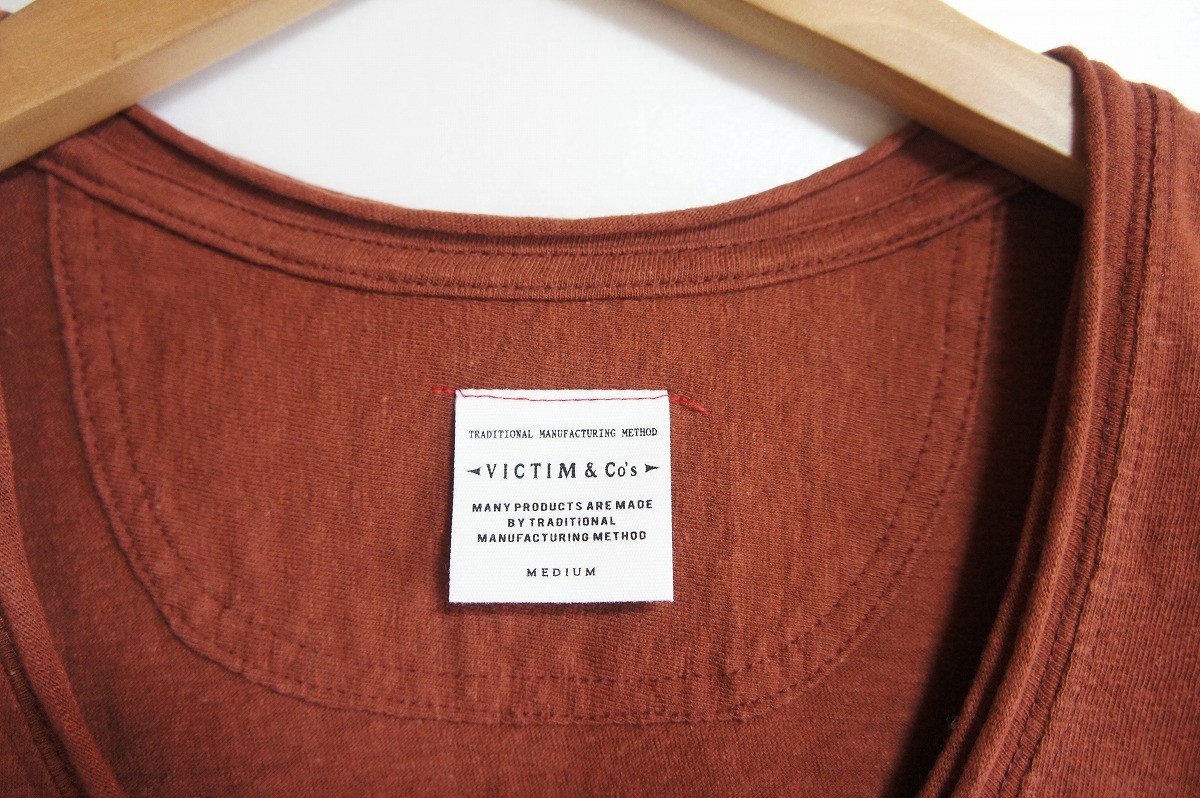 TRADITIONAL MANUFACTURING METHOD
VICTIM & Co's
MANY PRODUCTS ARE MADE
BY TRADITIONAL
MANUFACTURING METHOD
MEDIUM